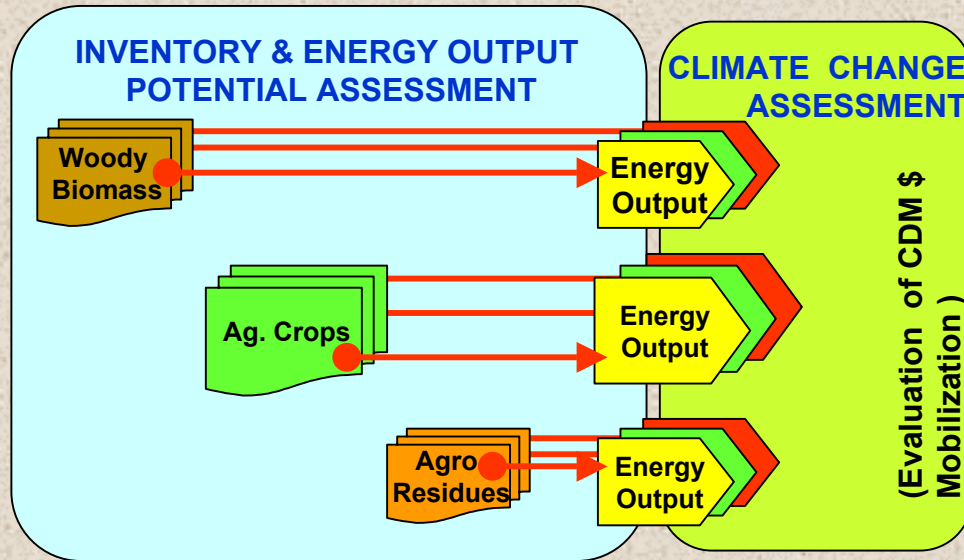 INVENTORY & ENERGY OUTPUT
POTENTIAL ASSESSMENT
CLIMATE CHANGE
ASSESSMENT
Woody
Biomass
Energy
Output
Ag. Crops
Energy
Output
Agro
Residues
Energy
Output
(Evaluation of CDM $
Mobilization )